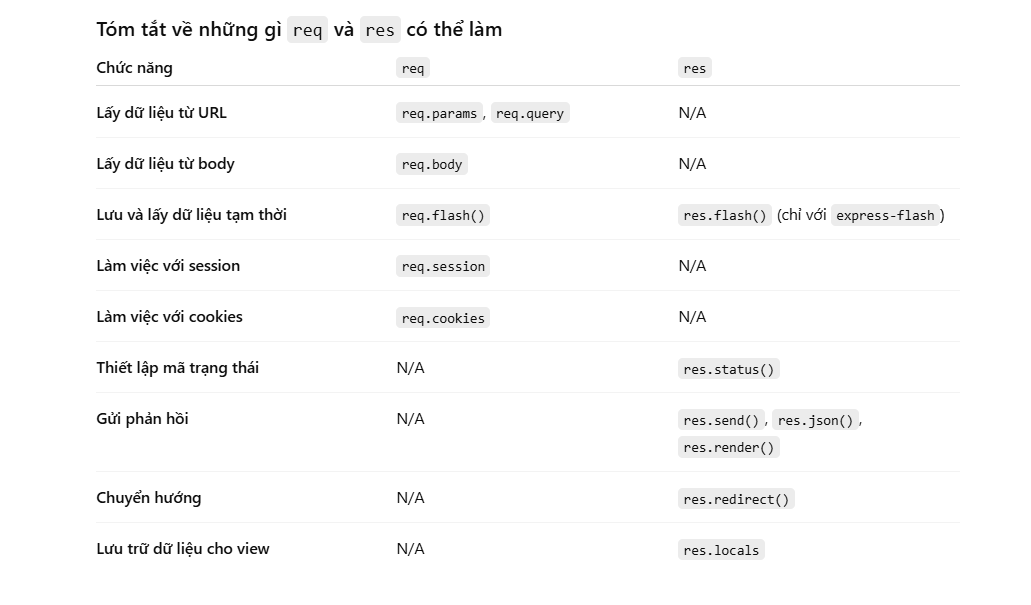 Tóm tắt về những gì req và res có thể làm
Chức năng req res
Lấy dữ liệu từ URL req.params, req.query N/A
Lấy dữ liệu từ body req.body N/A
Lưu và lấy dữ liệu tạm thời req.flash() res.flash() (chỉ với express-flash)
Làm việc với session req.session N/A
Làm việc với cookies req.cookies N/A
Thiết lập mã trạng thái N/A res.status()
Gửi phản hồi N/A res.send(), res.json(),
res.render()
Chuyển hướng N/A res.redirect()
Lưu trữ dữ liệu cho view N/A res.locals